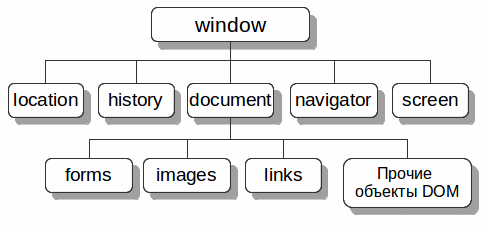 window
location
history
document
navigator
screen
forms
images
links
Прочие
объекты DOM